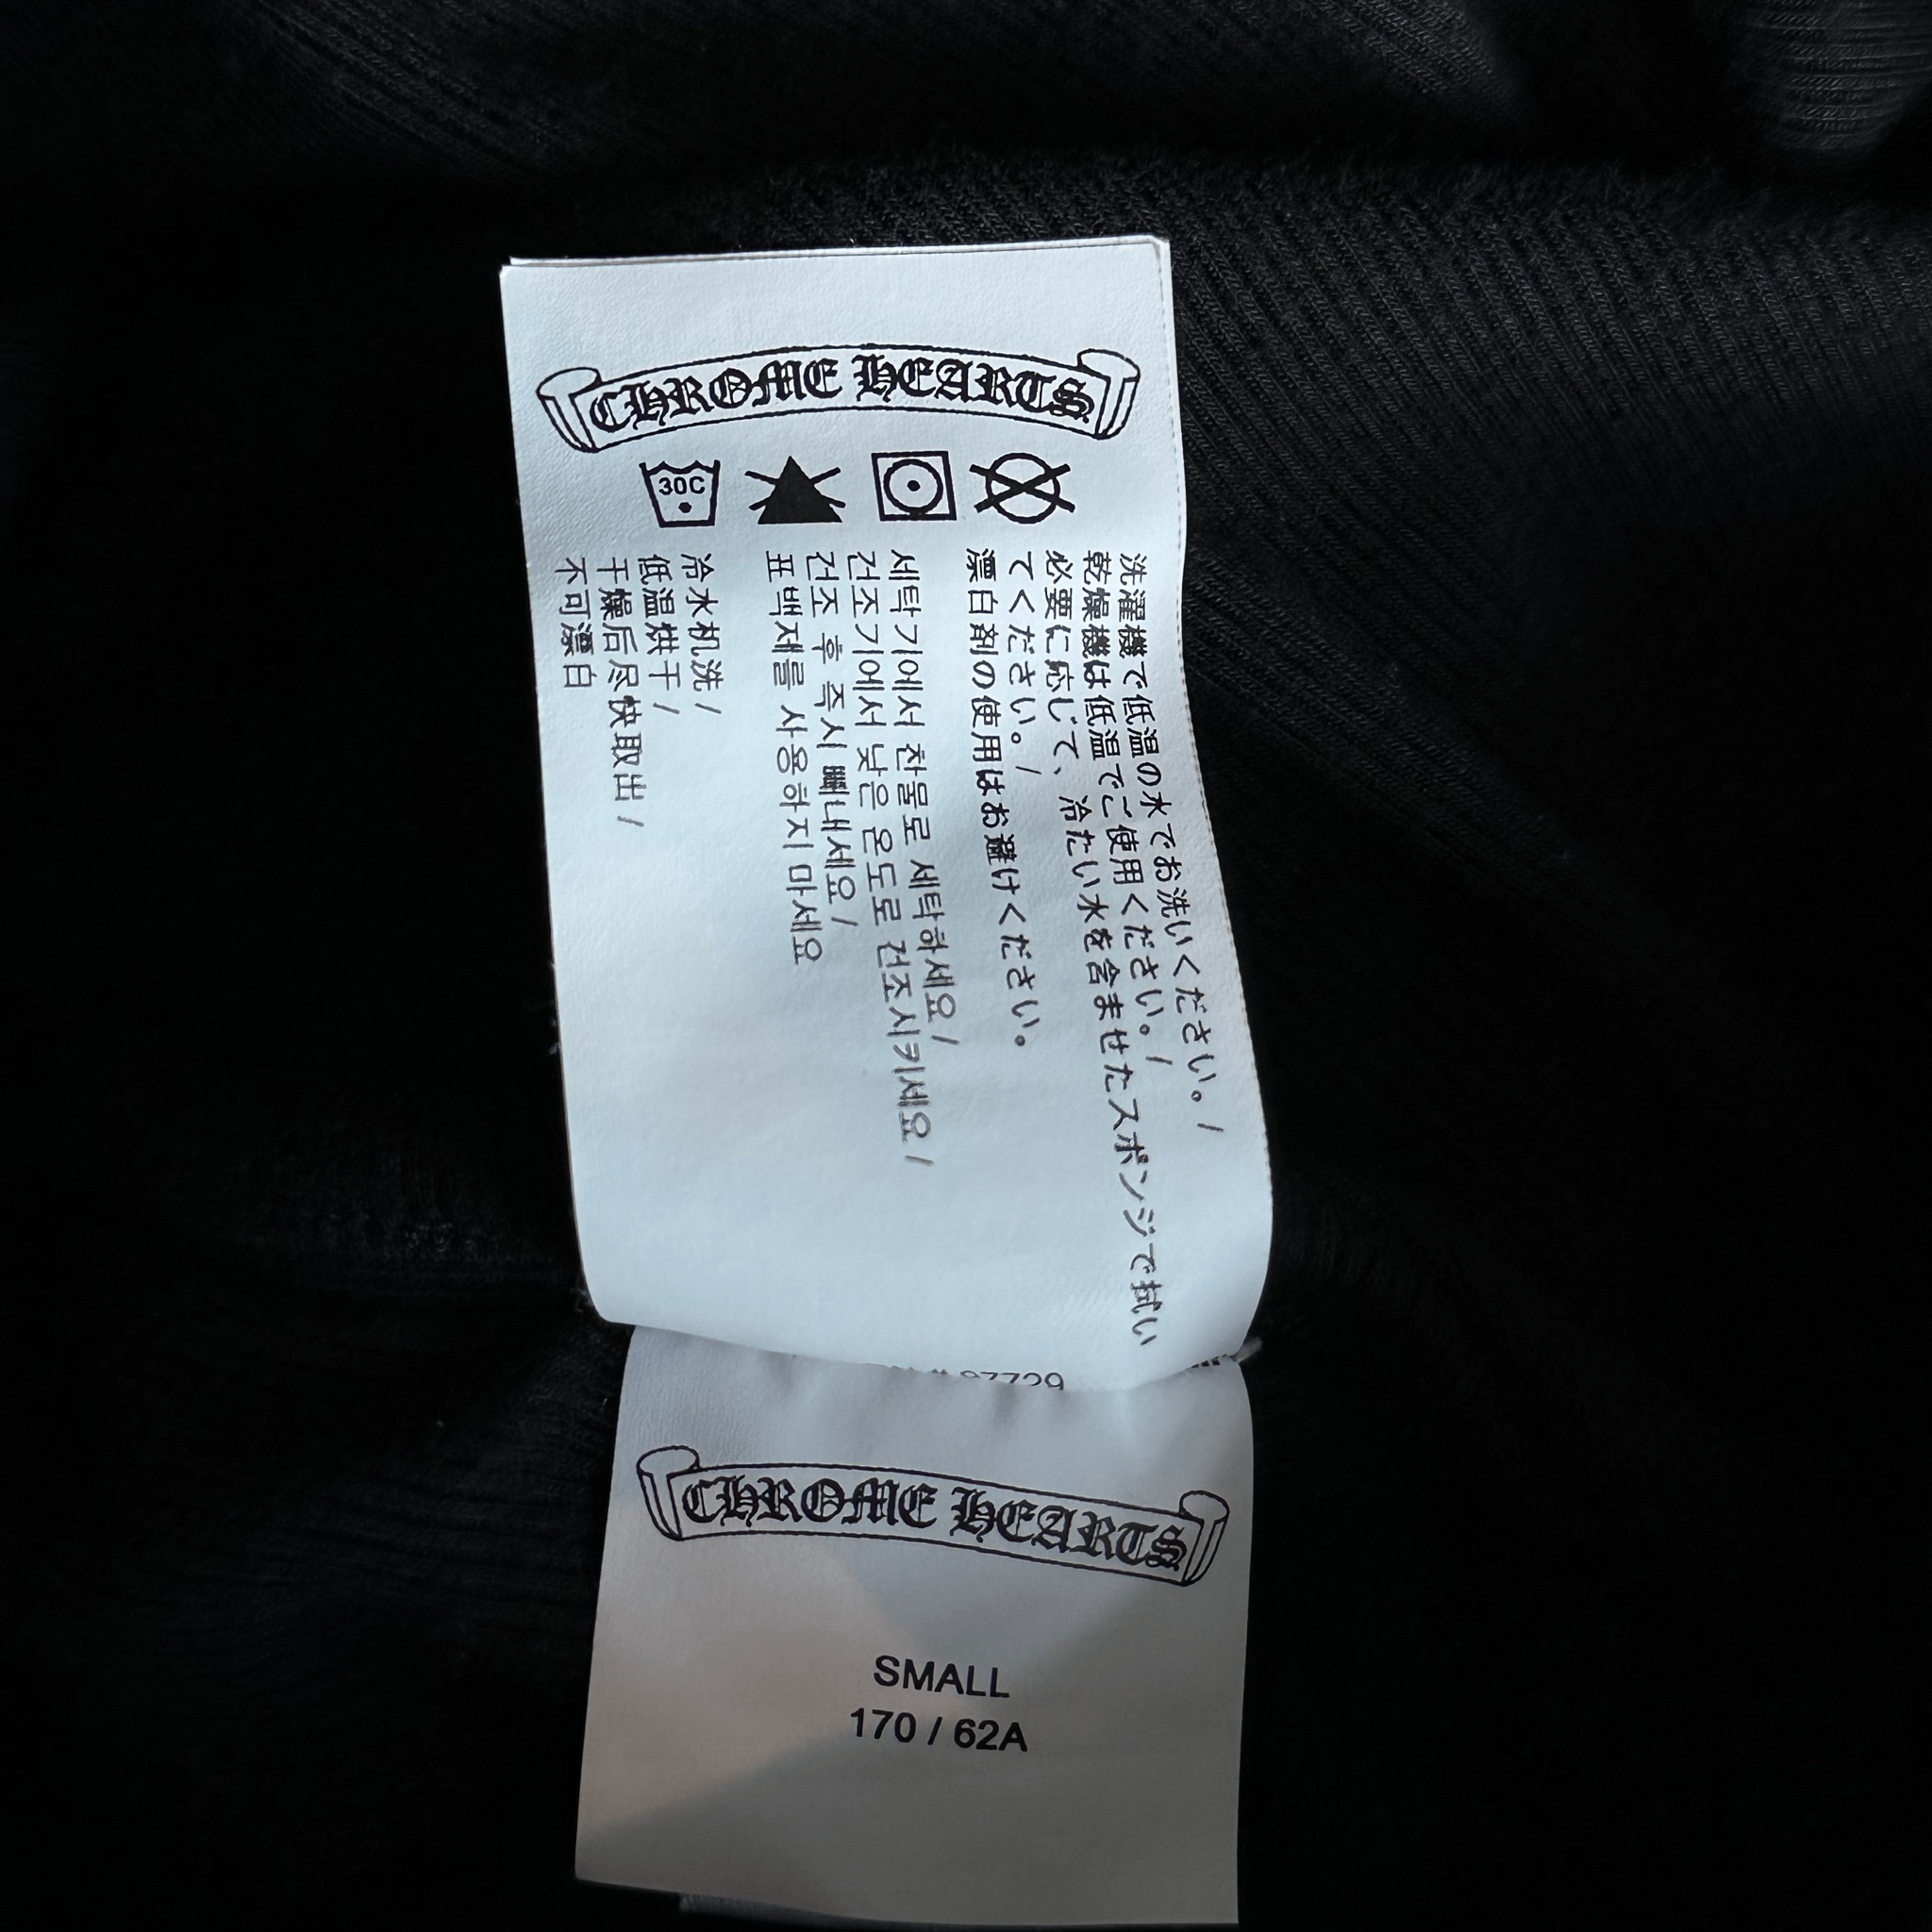 CHROME HEARTS
30C
洗濯機で低温の水でお洗いください。/
乾燥機は低温でご使用ください。/
必要に応じて、冷たい水を含ませたスポンジで拭い
てください。/
漂白剤の使用はお避けください。
세탁기에서 찬물로 세탁하세요/
건조기에서 낮은 온도로 건조시키세요/
건조 후 즉시 빼내세요/
표백제를 사용하지 마세요
冷水机洗/
低温烘干/
干燥后尽快取出/
不可漂白
CHROME HEARTS
SMALL
170 / 62A